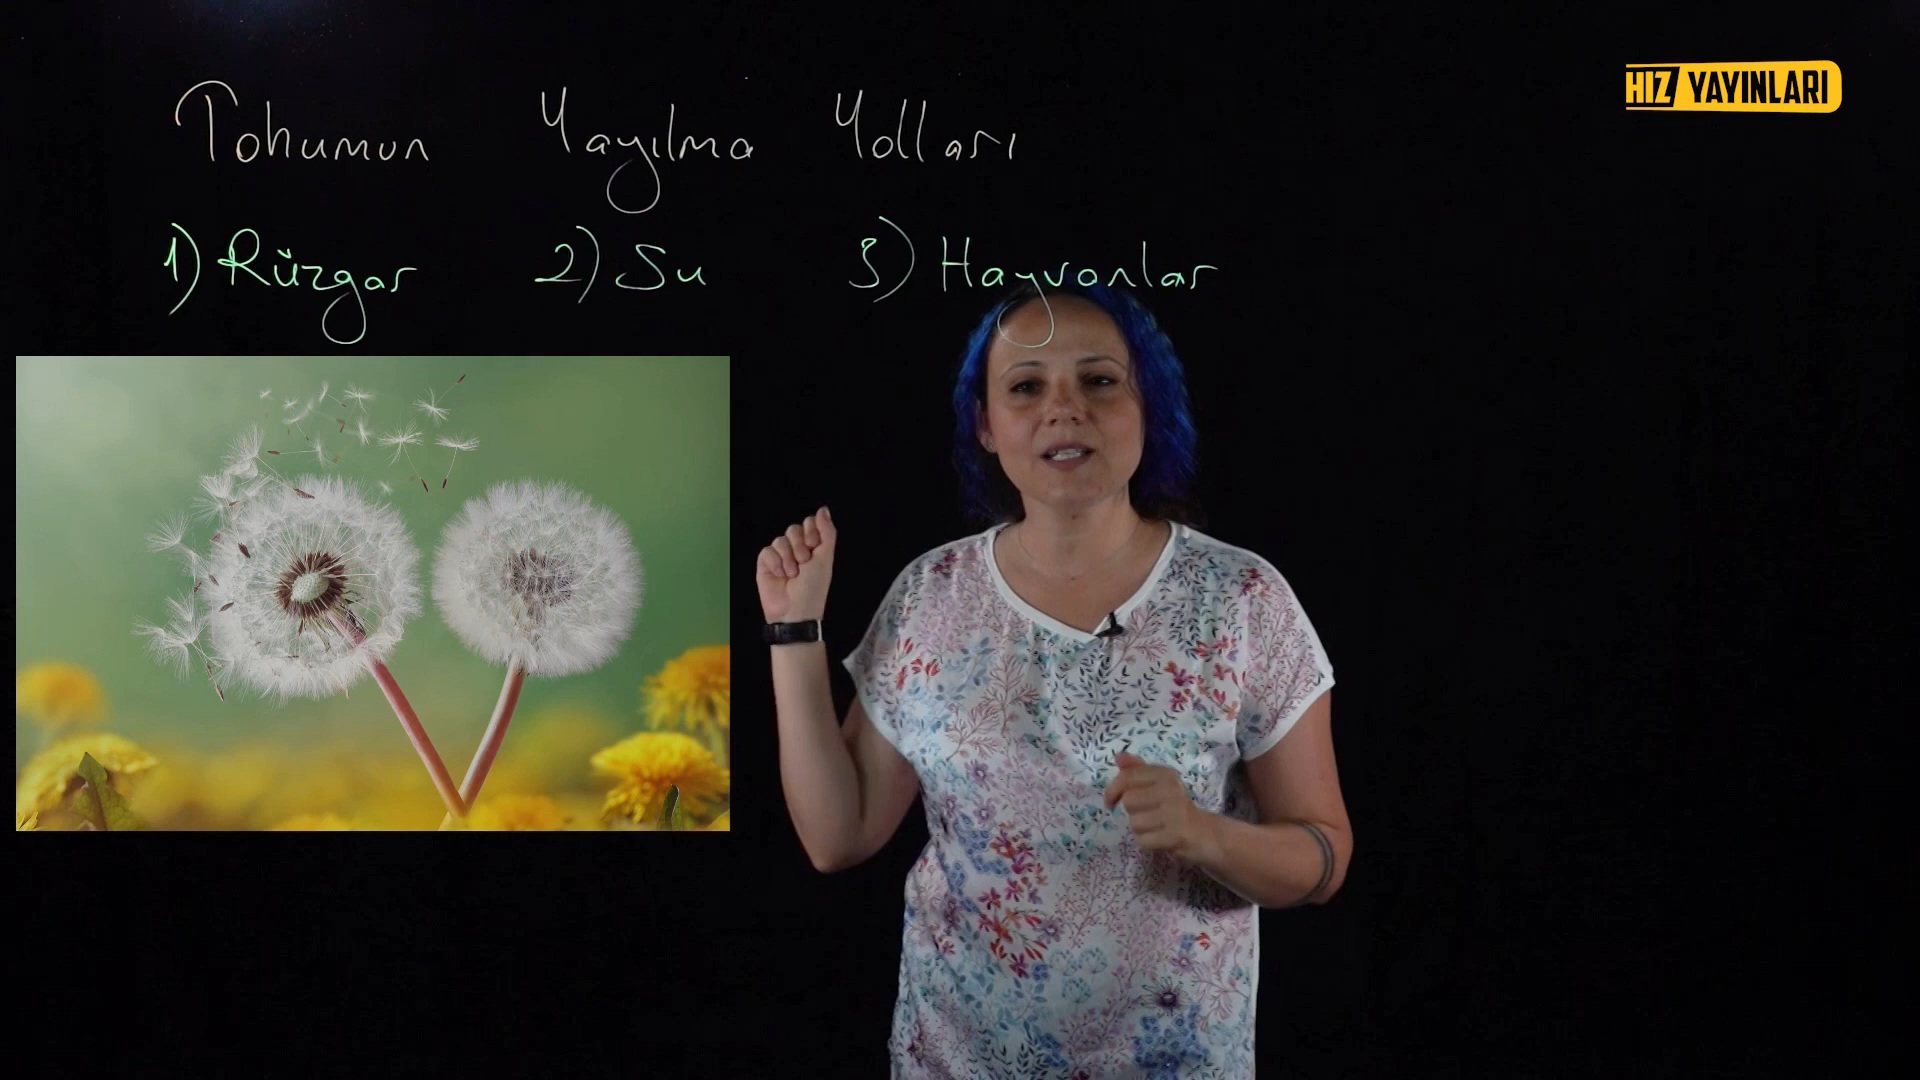 HIZ YAYINLARI
Tohumun Yayılma Yolları
1) Rüzgar 2) Su 3) Hayvanlar